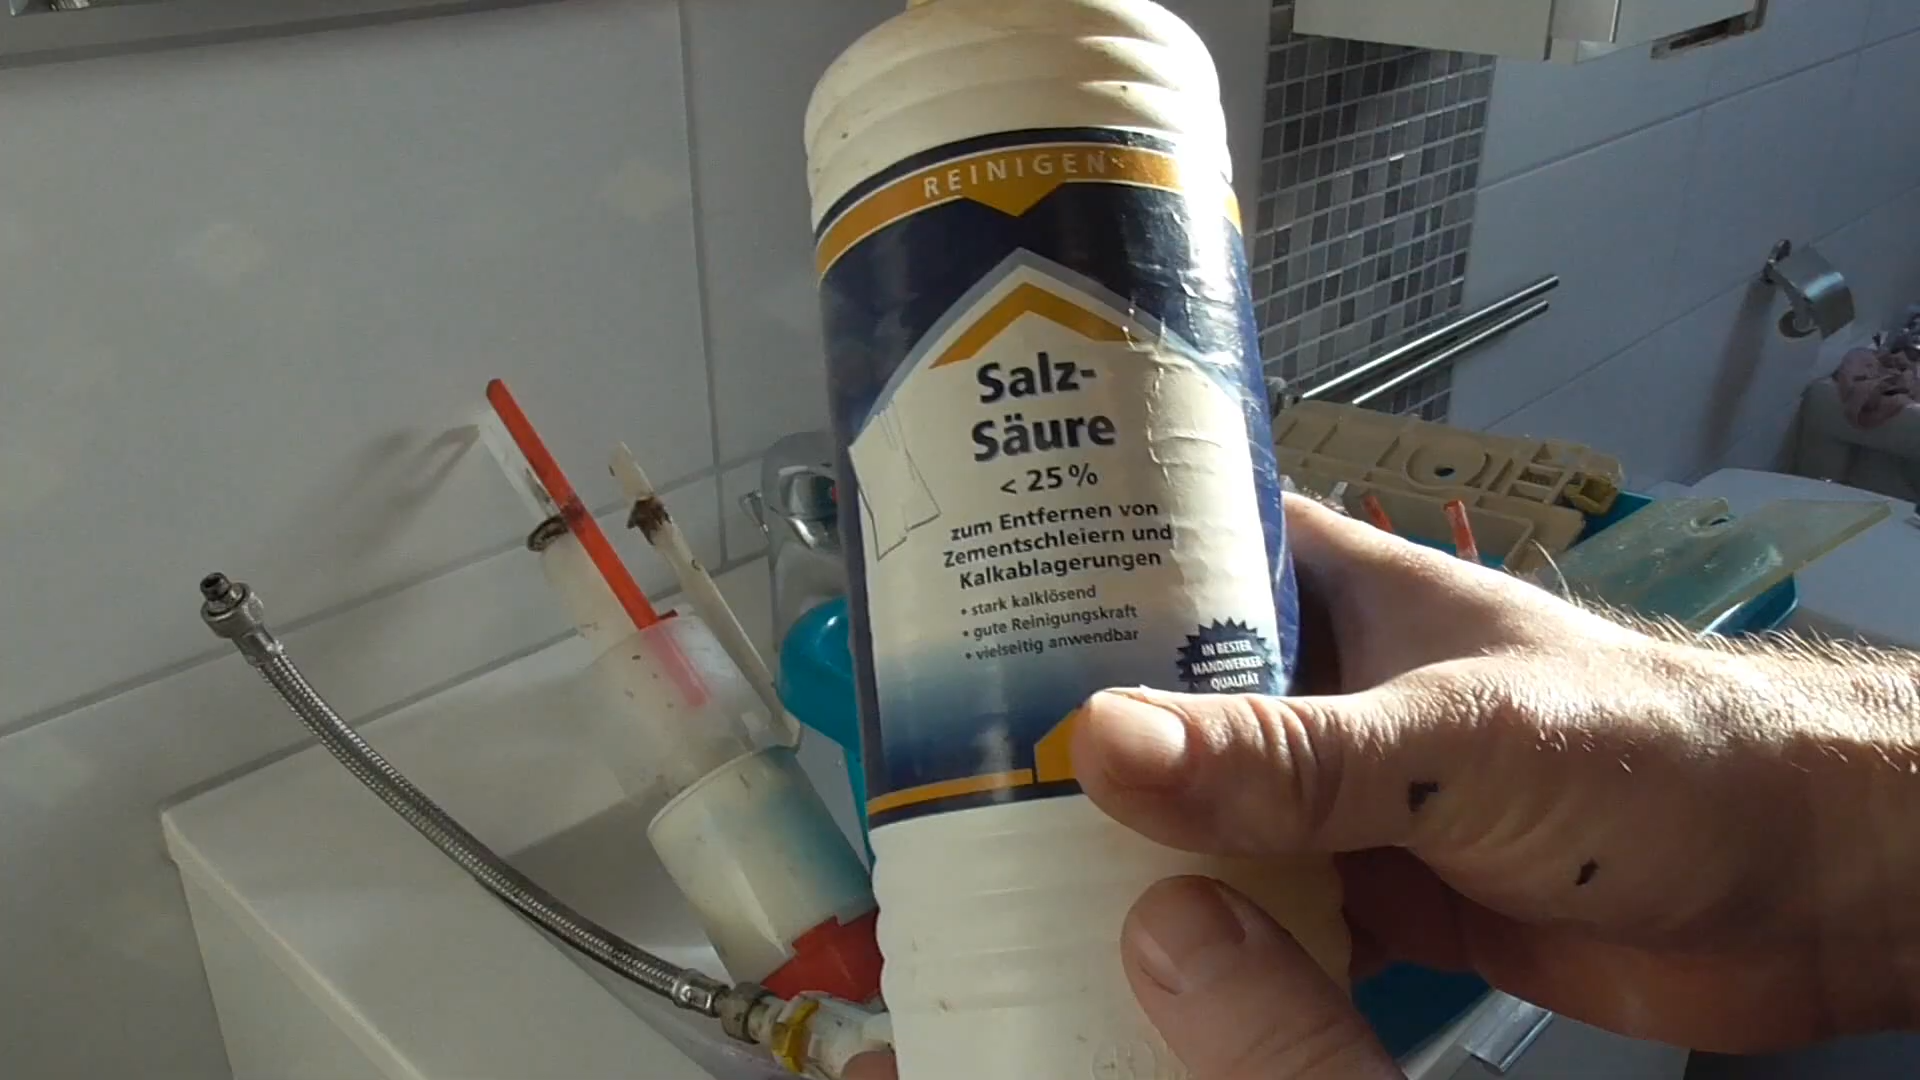 REINIGEN
Salz-
Säure
< 25 %
zum Entfernen von
Zementschleiern und
Kalkablagerungen
• stark kalklösend
• gute Reinigungskraft
• vielseitig anwendbar
IN BESTER
HANDWERKER
QUALITÄT